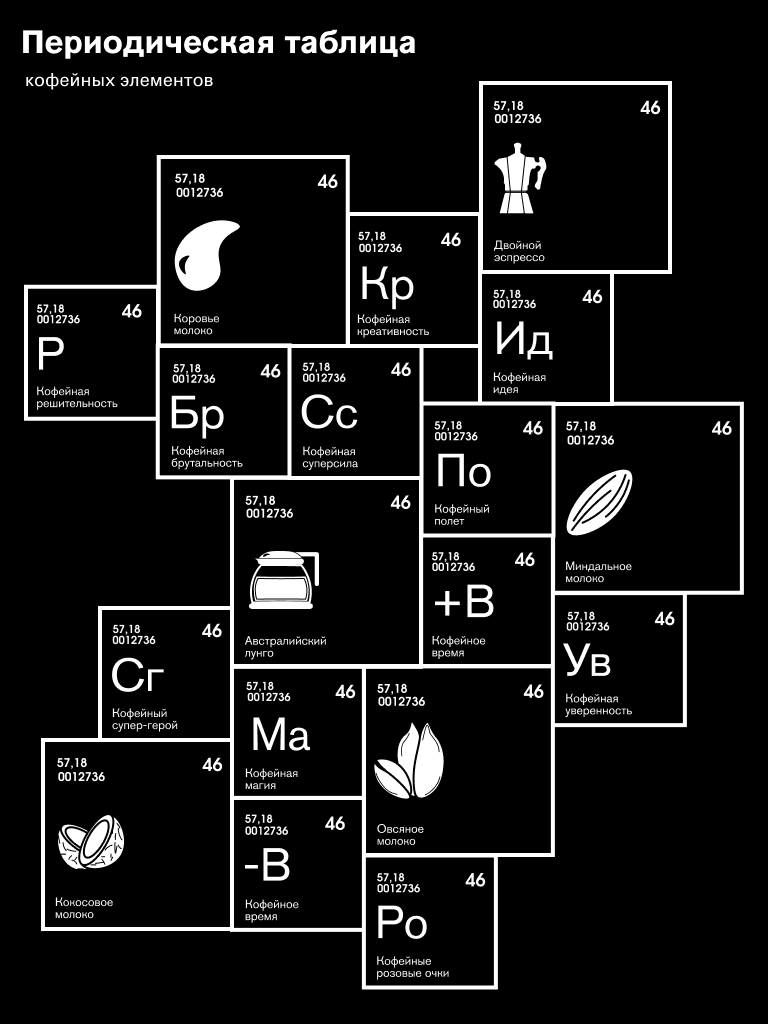 Периодическая таблица
кофейных элементов
57,18
0012736
46
Двойной
эспрессо
57,18
0012736
46
Коровье
молоко
57,18
0012736
46
Кр
Кофейная
креативность
57,18
0012736
46
Ид
Кофейная
идея
57,18
0012736
46
Р
Кофейная
решительность
57,18
0012736
46
Бр
Кофейная
брутальность
57,18
0012736
46
Сс
Кофейная
суперсила
57,18
0012736
46
По
Кофейный
полет
57,18
0012736
46
Миндальное
молоко
57,18
0012736
46
Австралийский
лунго
57,18
0012736
46
+В
Кофейное
время
57,18
0012736
46
Ув
Кофейная
уверенность
57,18
0012736
46
Сг
Кофейный
супер-герой
57,18
0012736
46
Ма
Кофейная
магия
57,18
0012736
46
Овсяное
молоко
57,18
0012736
46
Кокосовое
молоко
57,18
0012736
46
-В
Кофейное
время
57,18
0012736
46
Ро
Кофейные
розовые очки